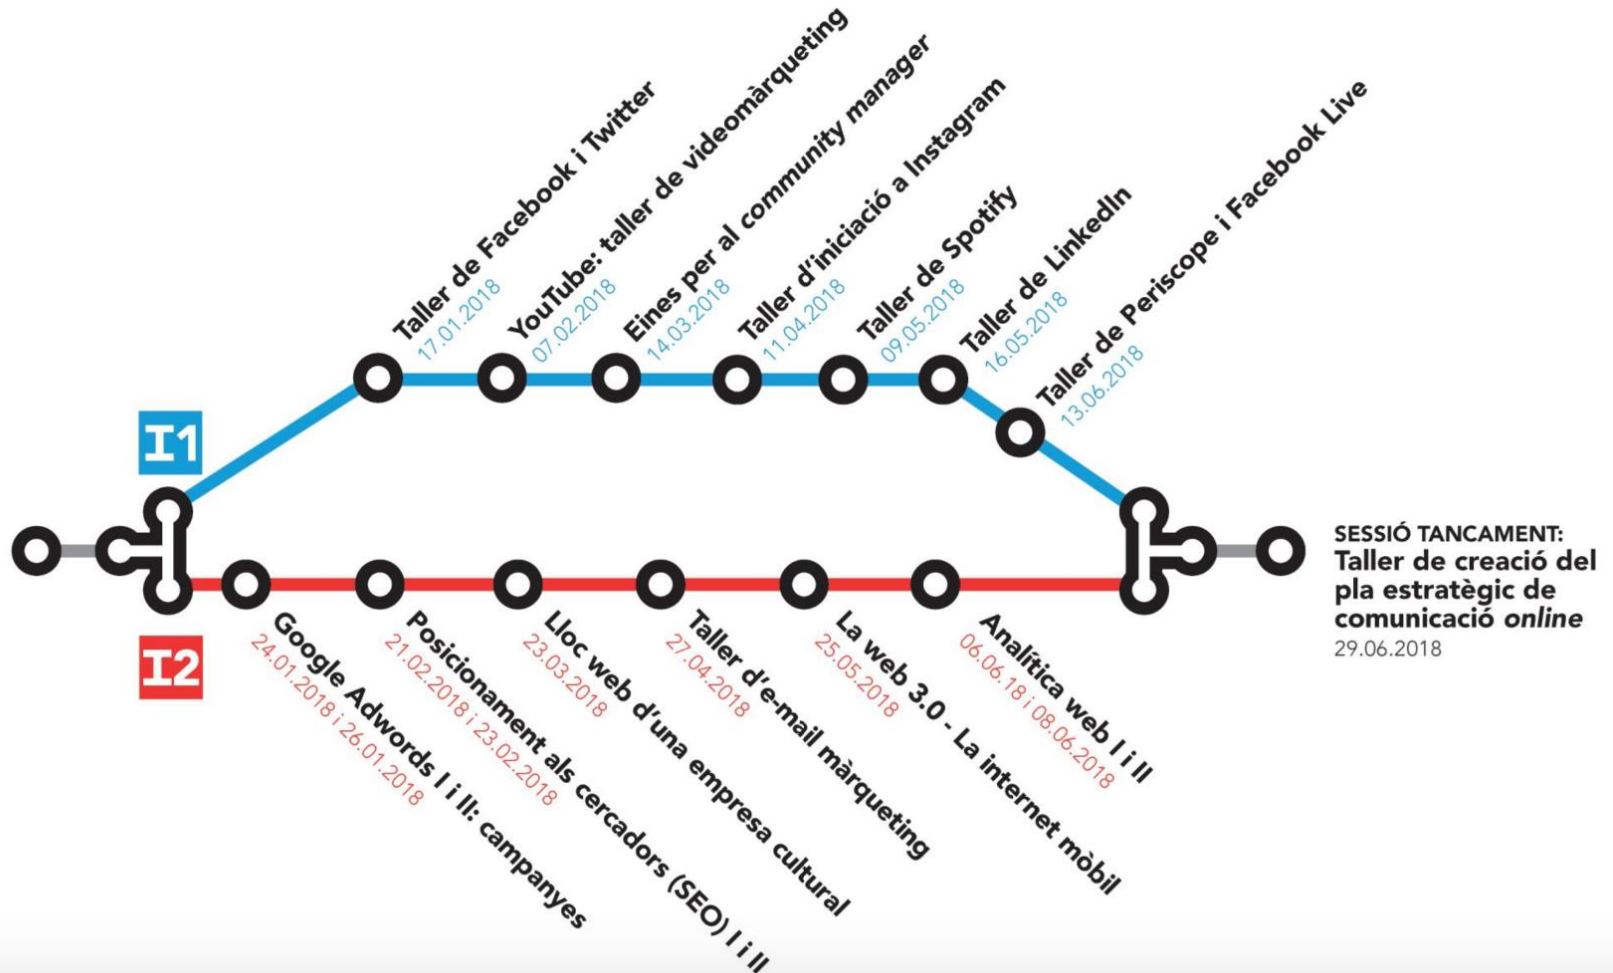 Taller de Facebook i Twitter
17.01.2018
YouTube: taller de videomàrqueting
07.02.2018
Eines per al community manager
14.03.2018
Taller d'iniciació a Instagram
11.04.2018
Taller de Spotify
09.05.2018
Taller de LinkedIn
16.05.2018
Taller de Periscope i Facebook Live
13.06.2018
I1
I2
Google Adwords I i II: campanyes
24.01.2018 i 26.01.2018
Posicionament als cercadors (SEO) I i II
21.02.2018 i 23.02.2018
Lloc web d'una empresa cultural
23.03.2018
Taller d'e-mail màrqueting
27.04.2018
La web 3.0 - La internet mòbil
25.05.2018
Analítica web I i II
06.06.18 i 08.06.2018
SESSIÓ TANCAMENT:
Taller de creació del
pla estratègic de
comunicació online
29.06.2018